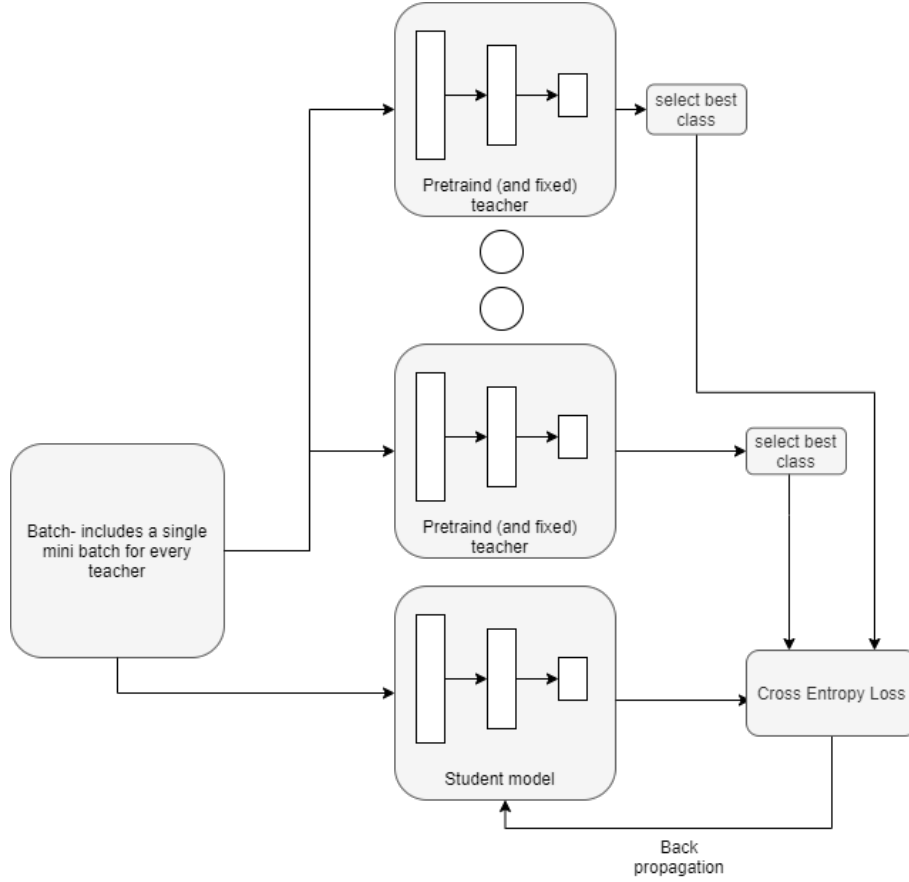 select best
class
Pretraind (and fixed)
teacher
select best
class
Batch- includes a single
mini batch for every
teacher
Pretraind (and fixed)
teacher
Cross Entropy Loss
Student model
Back
propagation